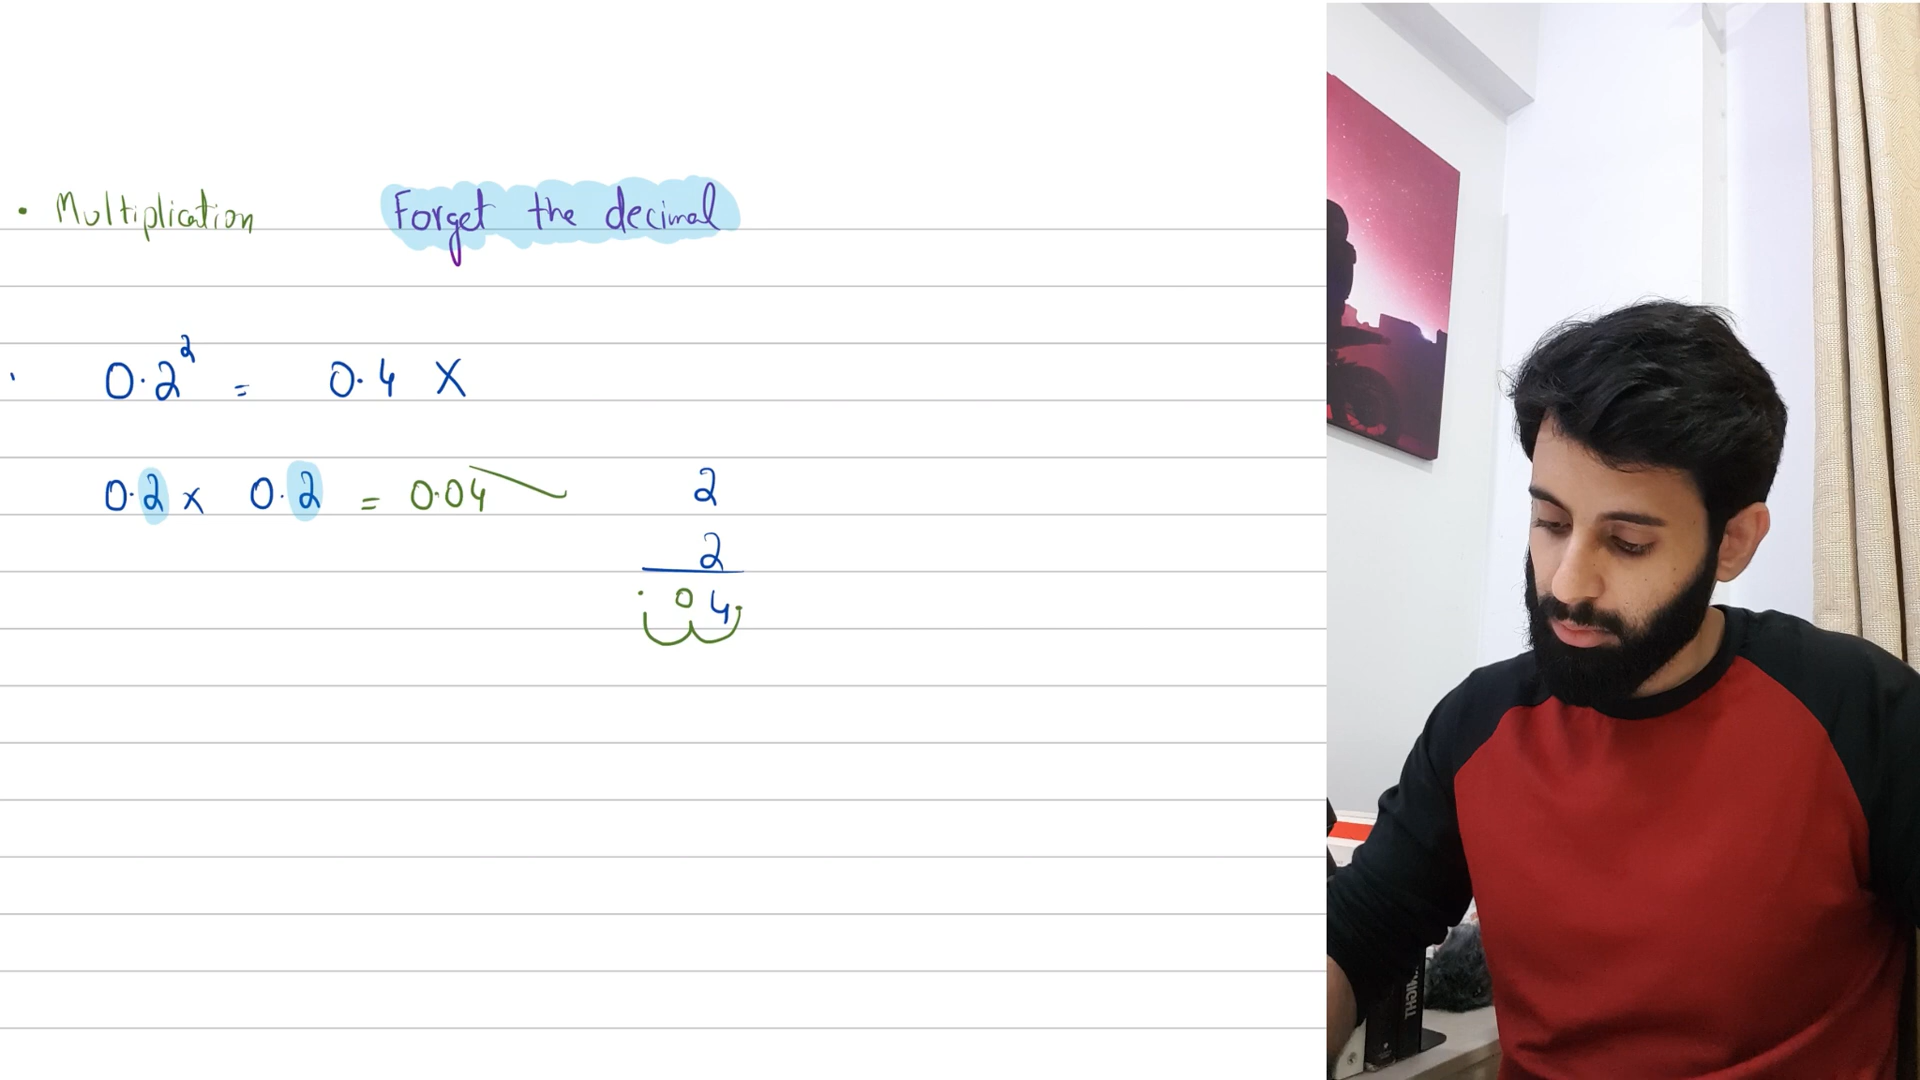 • Multiplication Forget the decimal
0.2² = 0.4 X
0.2 x 0.2 = 0.04
2
2
.04.